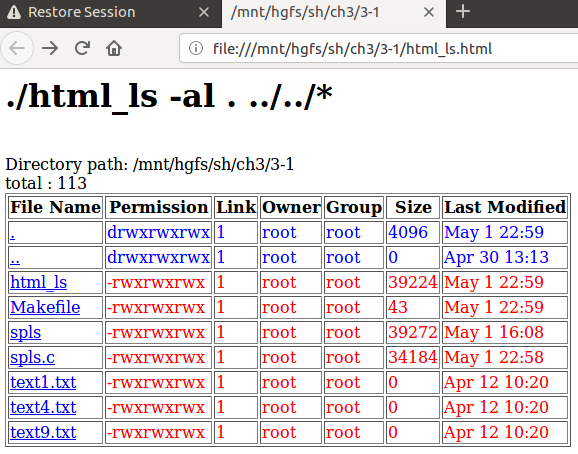 Restore Session
/mnt/hgfs/sh/ch3/3-1
file:///mnt/hgfs/sh/ch3/3-1/html_ls.html
./html_ls -al . ../../*
Directory path: /mnt/hgfs/sh/ch3/3-1
total : 113
File Name Permission Link Owner Group Size Last Modified
. drwxrwxrwx 1 root root 4096 May 1 22:59
.. drwxrwxrwx 1 root root 0 Apr 30 13:13
html_ls -rwxrwxrwx 1 root root 39224 May 1 22:59
Makefile -rwxrwxrwx 1 root root 43 May 1 22:59
spls -rwxrwxrwx 1 root root 39272 May 1 16:08
spls.c -rwxrwxrwx 1 root root 34184 May 1 22:58
text1.txt -rwxrwxrwx 1 root root 0 Apr 12 10:20
text4.txt -rwxrwxrwx 1 root root 0 Apr 12 10:20
text9.txt -rwxrwxrwx 1 root root 0 Apr 12 10:20